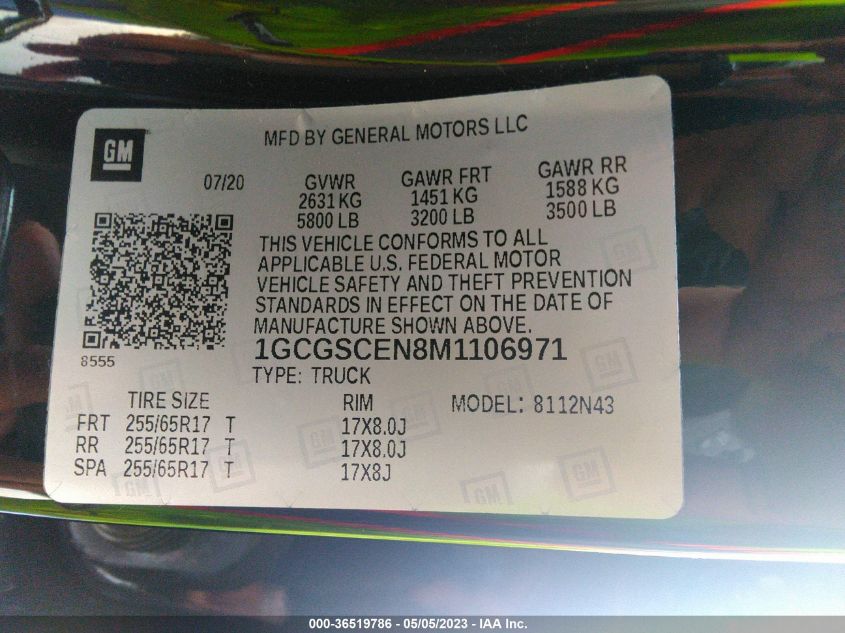 GM
MFD BY GENERAL MOTORS LLC
07/20
GVWR
2631 KG
5800 LB
GAWR FRT
1451 KG
3200 LB
GAWR RR
1588 KG
3500 LB
THIS VEHICLE CONFORMS TO ALL
APPLICABLE U.S. FEDERAL MOTOR
VEHICLE SAFETY AND THEFT PREVENTION
STANDARDS IN EFFECT ON THE DATE OF
MANUFACTURE SHOWN ABOVE.
8555
1GCGSCEN8M1106971
TYPE: TRUCK
TIRE SIZE RIM MODEL: 8112N43
FRT 255/65R17 T 17X8.0J
RR 255/65R17 T 17X8.0J
SPA 255/65R17 T 17X8J
000-36519786 - 05/05/2023 - IAA Inc.